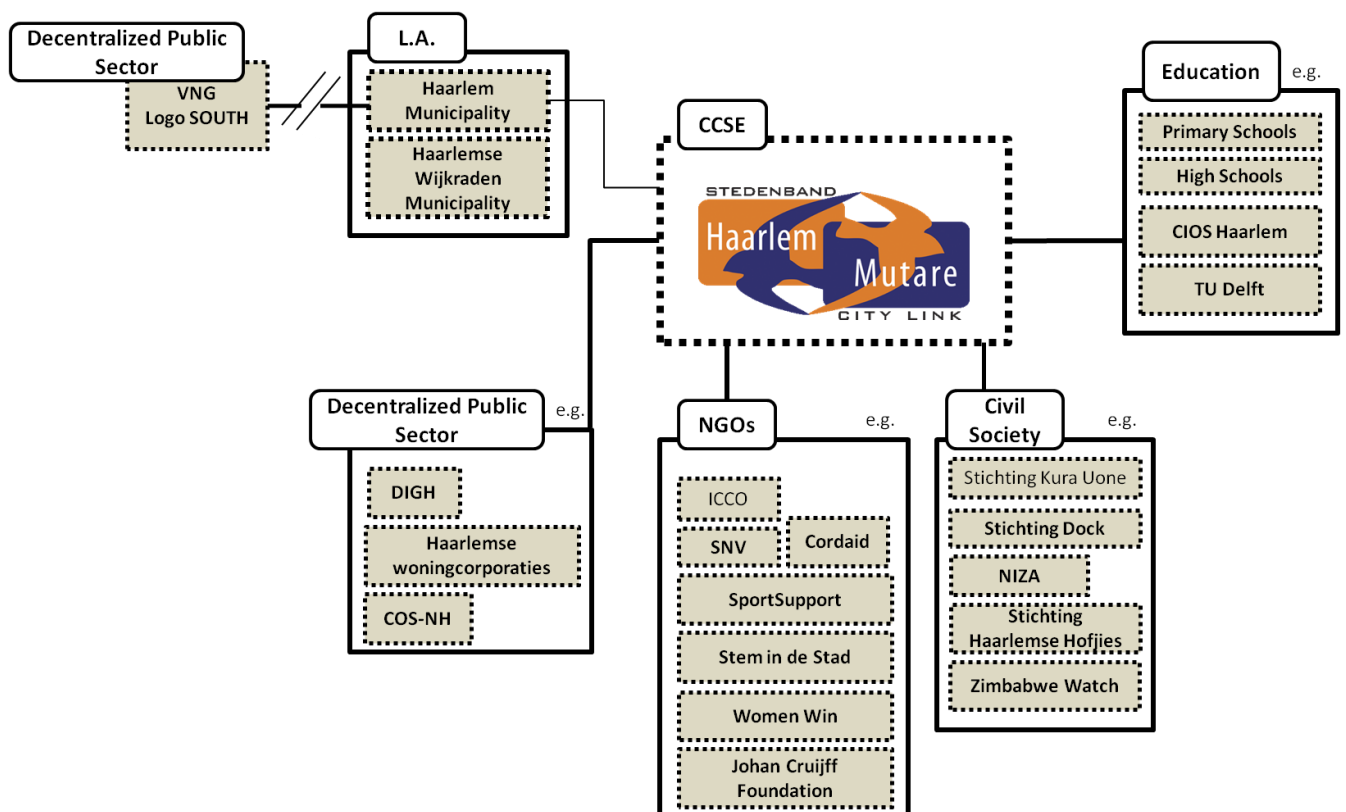 Decentralized Public
Sector
VNG
Logo SOUTH
L.A.
Haarlem
Municipality
Haarlemse
Wijkraden
Municipality
CCSE
STEDENBAND
Haarlem
Mutare
CITY LINK
Education
e.g.
Primary Schools
High Schools
CIOS Haarlem
TU Delft
Decentralized Public
Sector
e.g.
DIGH
Haarlemse
woningcorporaties
COS-NH
NGOs
e.g.
ICCO
SNV
Cordaid
SportSupport
Stem in de Stad
Women Win
Johan Cruijff
Foundation
Civil
Society
e.g.
Stichting Kura Uone
Stichting Dock
NIZA
Stichting
Haarlemse Hofjies
Zimbabwe Watch